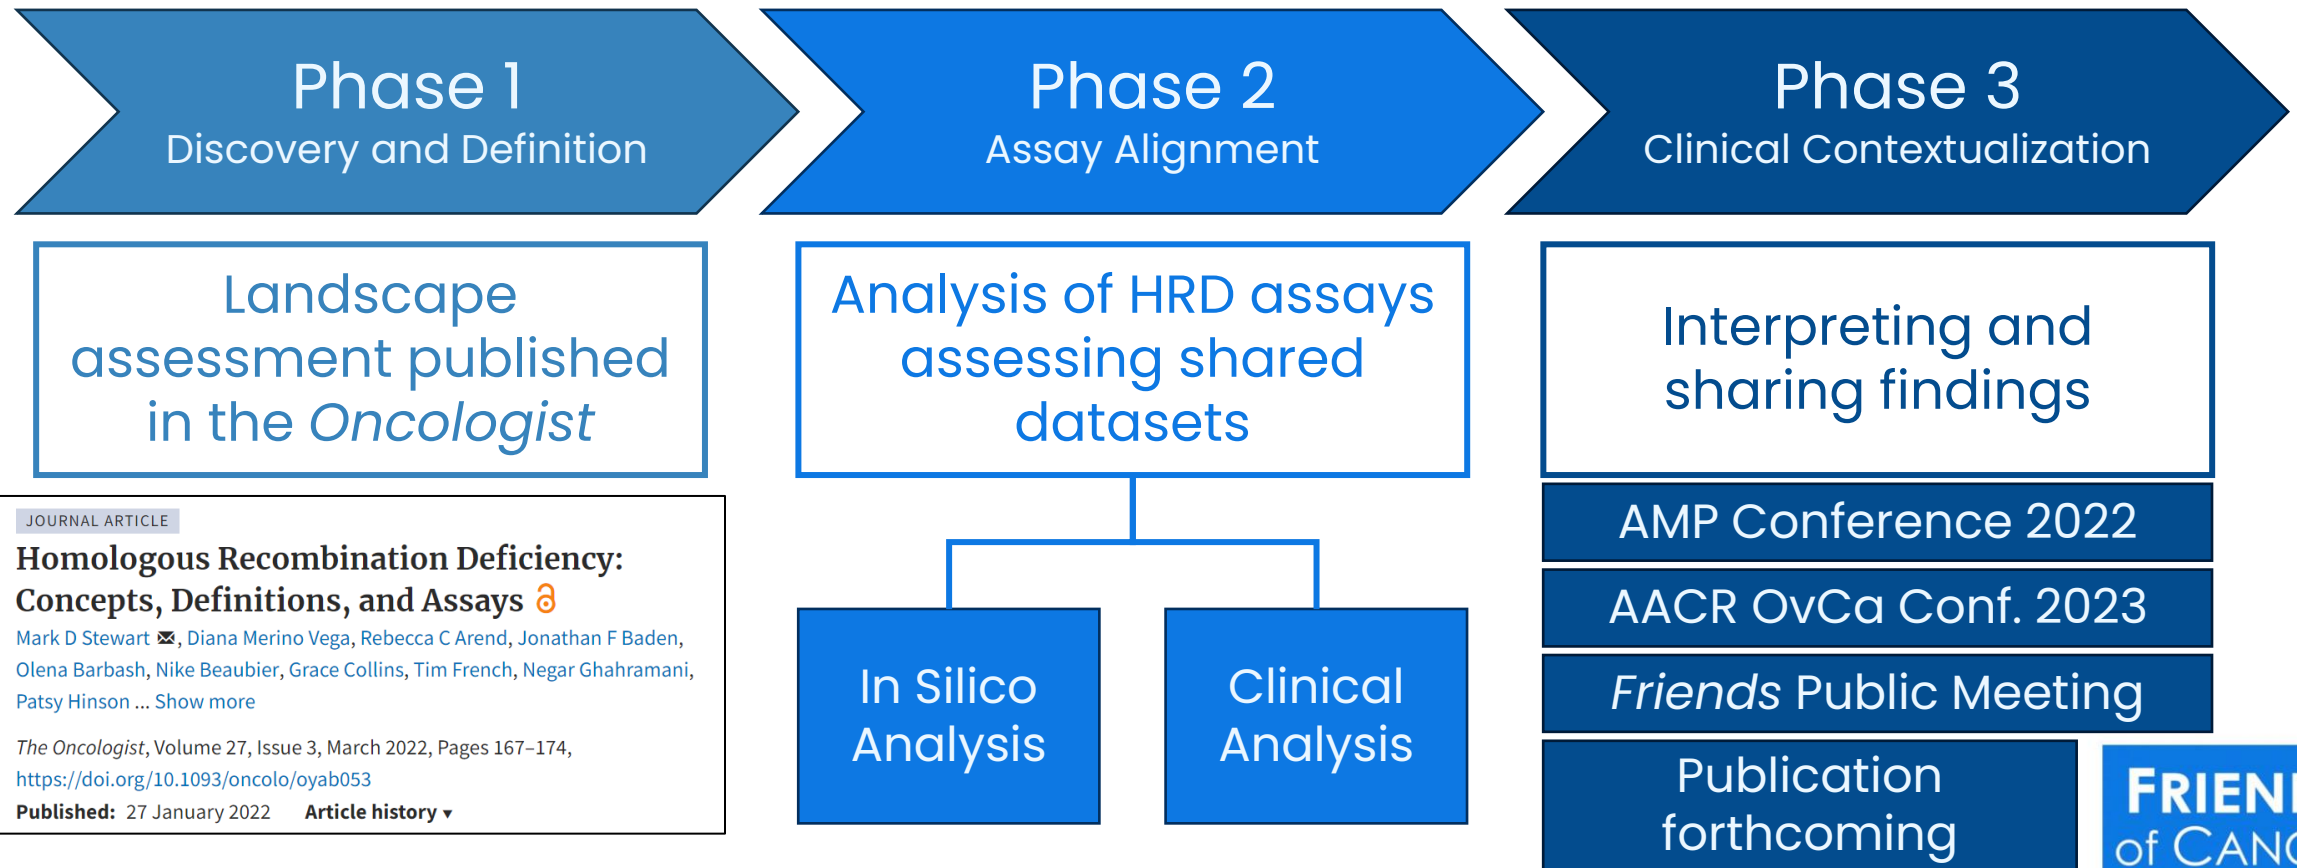 Phase 1
Discovery and Definition
Phase 2
Assay Alignment
Phase 3
Clinical Contextualization
Landscape
assessment published
in the Oncologist
JOURNAL ARTICLE
Homologous Recombination Deficiency:
Concepts, Definitions, and Assays
Mark D Stewart, Diana Merino Vega, Rebecca C Arend, Jonathan F Baden,
Olena Barbash, Nike Beaubier, Grace Collins, Tim French, Negar Ghahramani,
Patsy Hinson ... Show more
The Oncologist, Volume 27, Issue 3, March 2022, Pages 167–174,
https://doi.org/10.1093/oncolo/oyab053
Published: 27 January 2022 Article history ▾
Analysis of HRD assays
assessing shared
datasets
In Silico
Analysis
Clinical
Analysis
Interpreting and
sharing findings
AMP Conference 2022
AACR OvCa Conf. 2023
Friends Public Meeting
Publication
forthcoming
FRIEN
of CANC